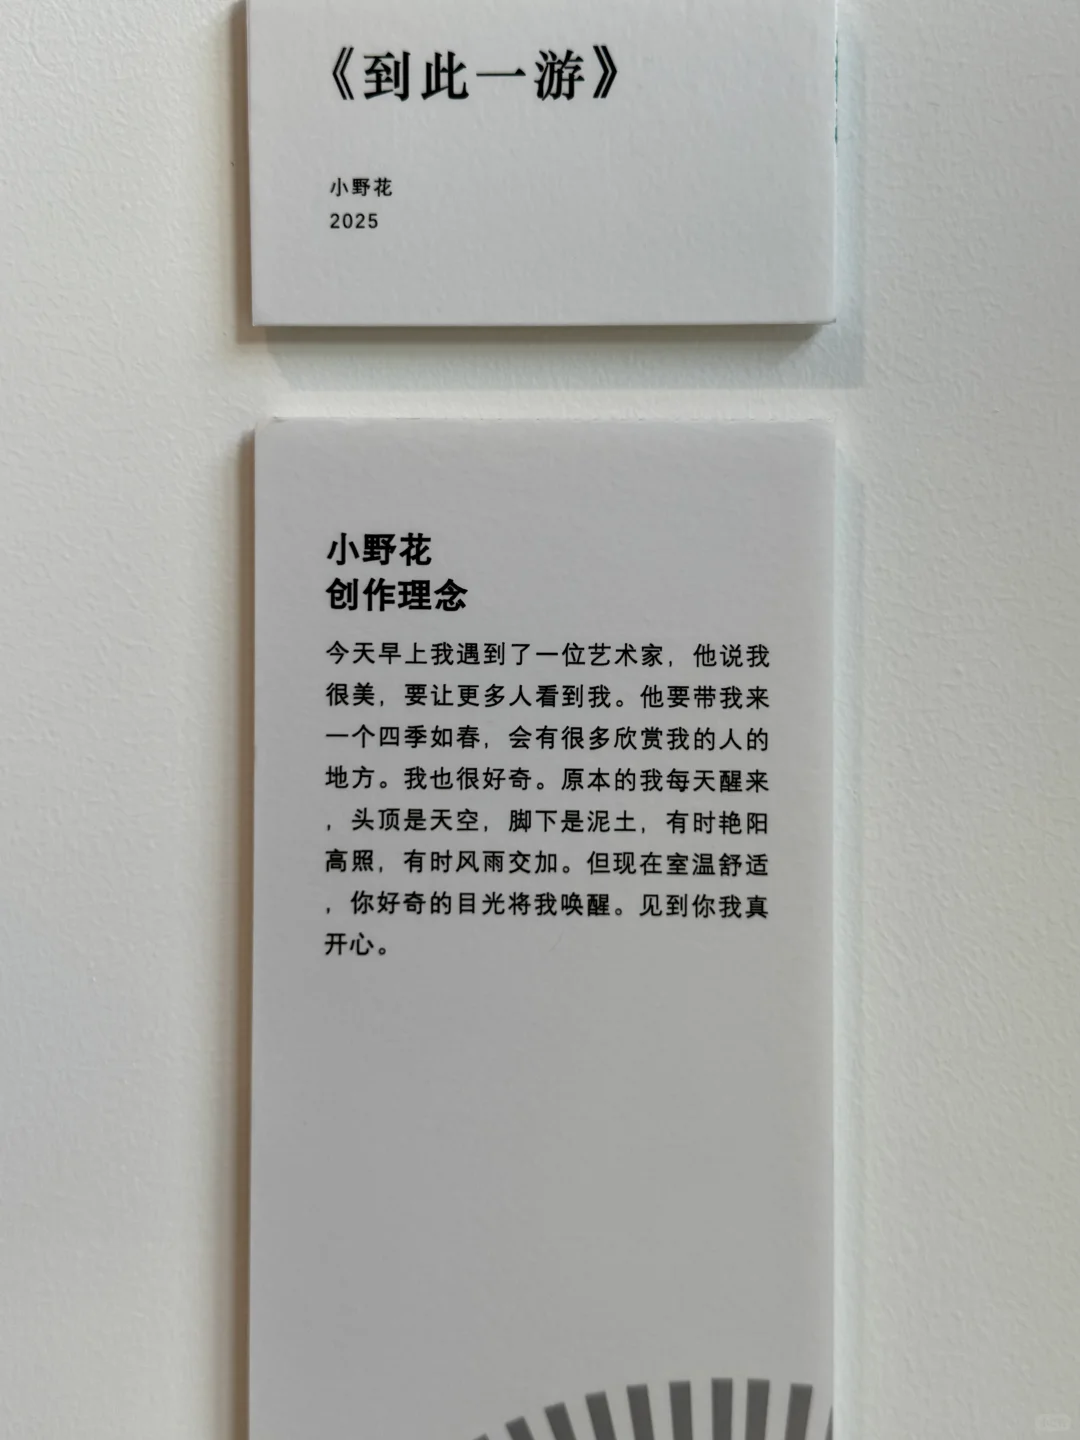 《到此一游》
小野花
2025
小野花
创作理念
今天早上我遇到了一位艺术家，他说我
很美，要让更多人看到我。他要带我来
一个四季如春，会有很多欣赏我的人的
地方。我也很好奇。原本的我每天醒来
，头顶是天空，脚下是泥土，有时艳阳
高照，有时风雨交加。但现在室温舒适
，你好奇的目光将我唤醒。见到你我真
开心。